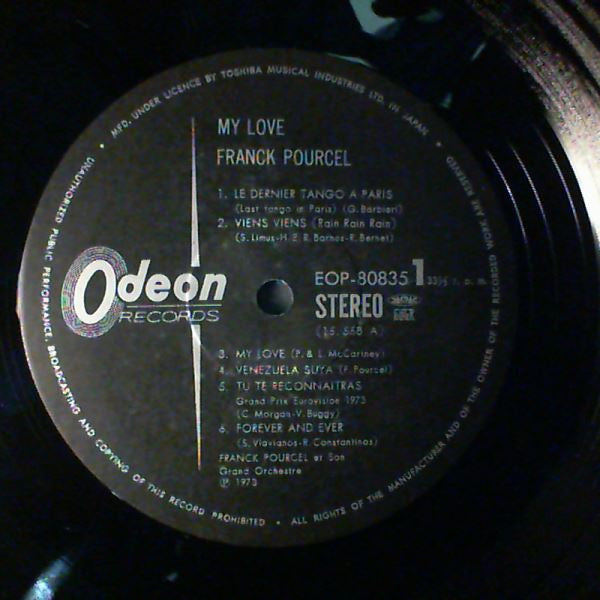 MFD. UNDER LICENCE BY TOSHIBA MUSICAL INDUSTRIES LTD. IN JAPAN •
MY LOVE
FRANCK POURCEL
1. LE DERNIER TANGO A PARIS
(Last tango in Paris) (G. Barbieri)
2. VIENS VIENS (Rain Rain Rain)
(S. Limus-H. E. R. Barnes-R. Bernet)
Odeon
RECORDS
EOP-80835 1 33⅓ r. p. m.
STEREO
(15.558 A)
3. MY LOVE (P. & L. McCartney)
4. VENEZUELA SUYA (F. Pourcel)
5. TU TE RECONNAITRAS
Grand Prix Eurovision 1973
(C. Morgan-V. Buggy)
6. FOREVER AND EVER
(S. Vlavianos-R. Constantinos)
FRANCK POURCEL et Son
Grand Orchestre
℗ 1973
UNAUTHORIZED PUBLIC PERFORMANCE, BROADCASTING AND COPYING OF THIS RECORD PROHIBITED • ALL RIGHTS OF THE MANUFACTURER AND OF THE OWNER OF THE RECORDED WORK ARE RESERVED